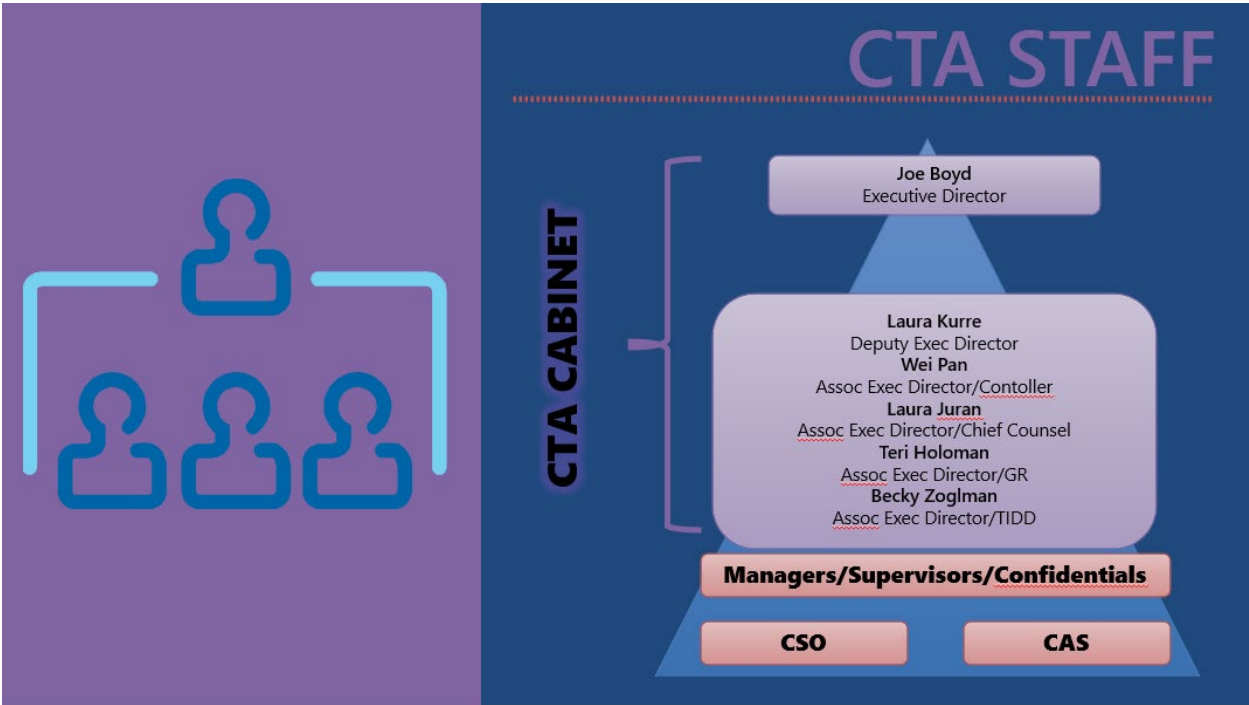 CTA STAFF
CTA CABINET
Joe Boyd
Executive Director
Laura Kurre
Deputy Exec Director
Wei Pan
Assoc Exec Director/Contoller
Laura Juran
Assoc Exec Director/Chief Counsel
Teri Holoman
Assoc Exec Director/GR
Becky Zoglman
Assoc Exec Director/TIDD
Managers/Supervisors/Confidentials
CSO
CAS